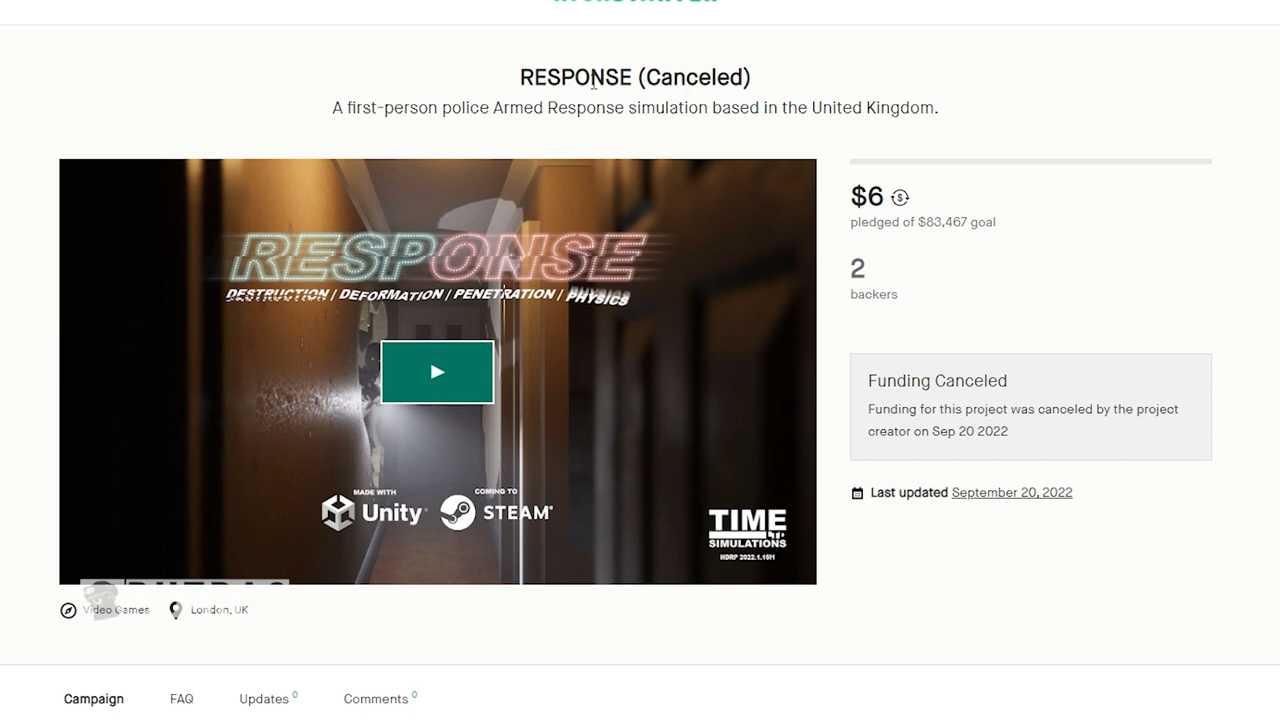 RESPONSE (Canceled)
A first-person police Armed Response simulation based in the United Kingdom.
RESPONSE
DESTRUCTION / DEFORMATION / PENETRATION / PHYSICS
MADE WITH
Unity
COMING TO
STEAM
TIME
SIMULATIONS
HDRP 2022.1.15f1
$6
pledged of $83,467 goal
2
backers
Funding Canceled
Funding for this project was canceled by the project
creator on Sep 20 2022
Last updated September 20, 2022
Video Games
London, UK
Campaign
FAQ
Updates 0
Comments 0